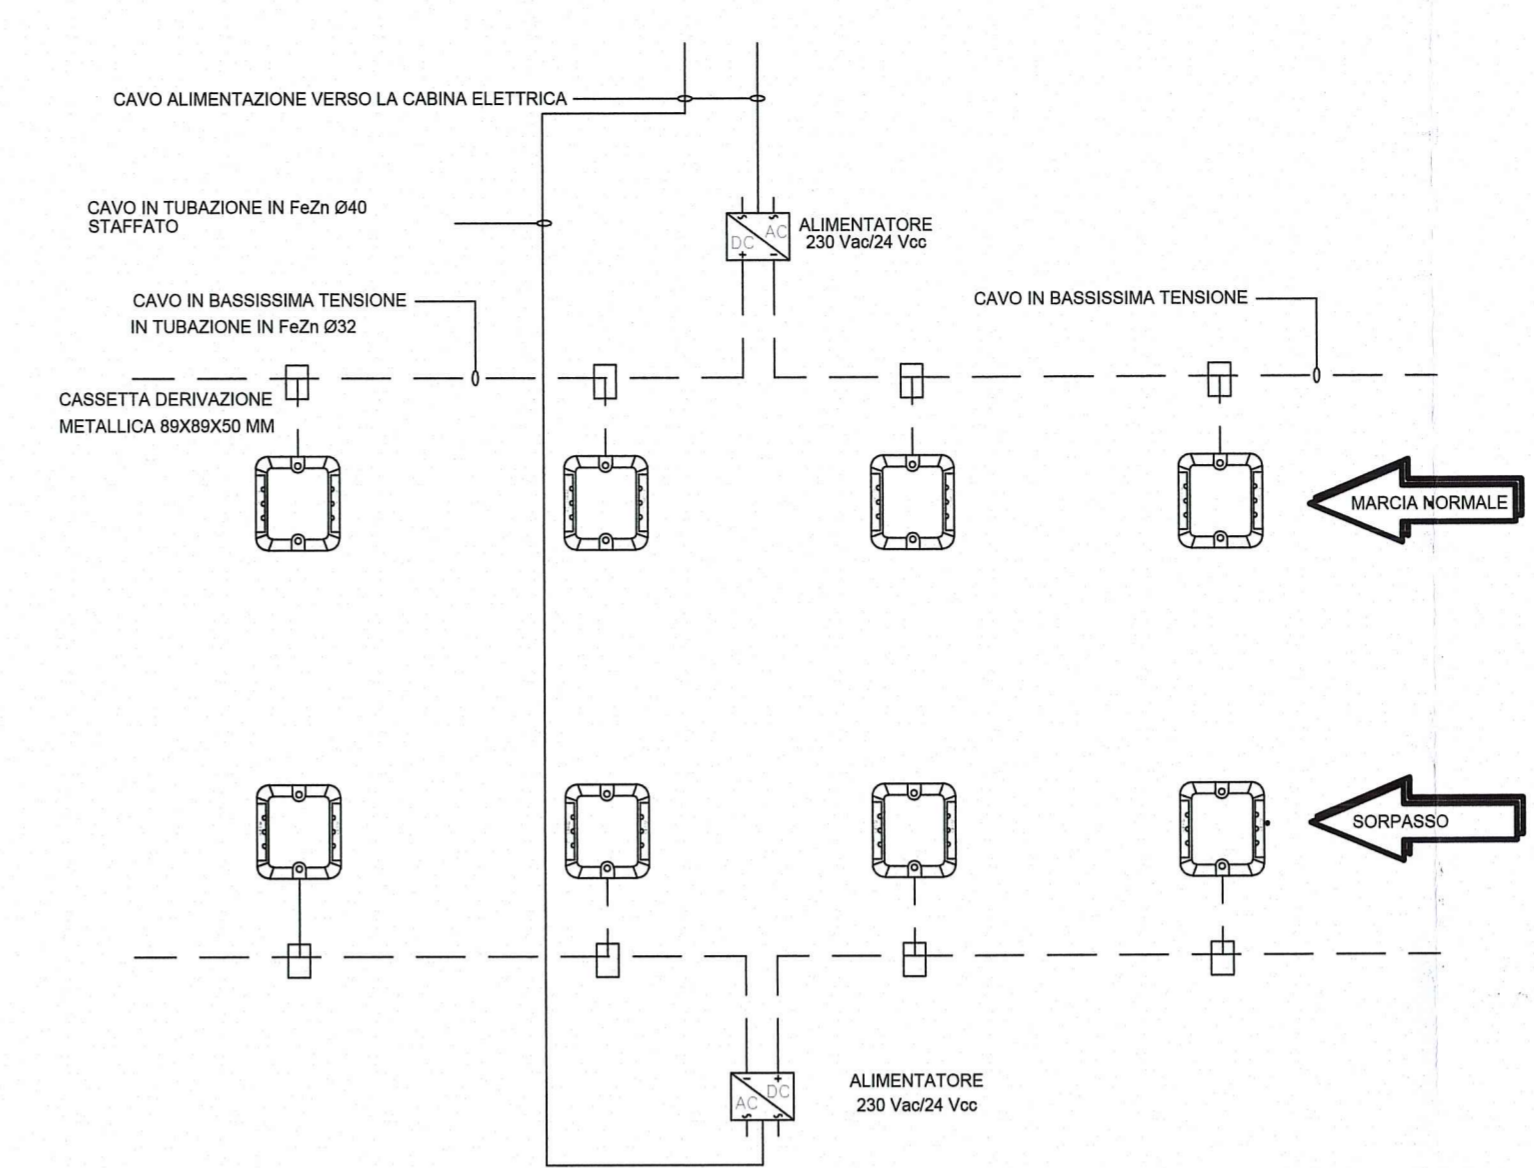 CAVO ALIMENTAZIONE VERSO LA CABINA ELETTRICA
CAVO IN TUBAZIONE IN FeZn Ø40
STAFFATO
DC
AC
+
-
ALIMENTATORE
230 Vac/24 Vcc
CAVO IN BASSISSIMA TENSIONE
IN TUBAZIONE IN FeZn Ø32
CAVO IN BASSISSIMA TENSIONE
CASSETTA DERIVAZIONE
METALLICA 89X89X50 MM
MARCIA NORMALE
SORPASSO
-
+
AC
DC
ALIMENTATORE
230 Vac/24 Vcc